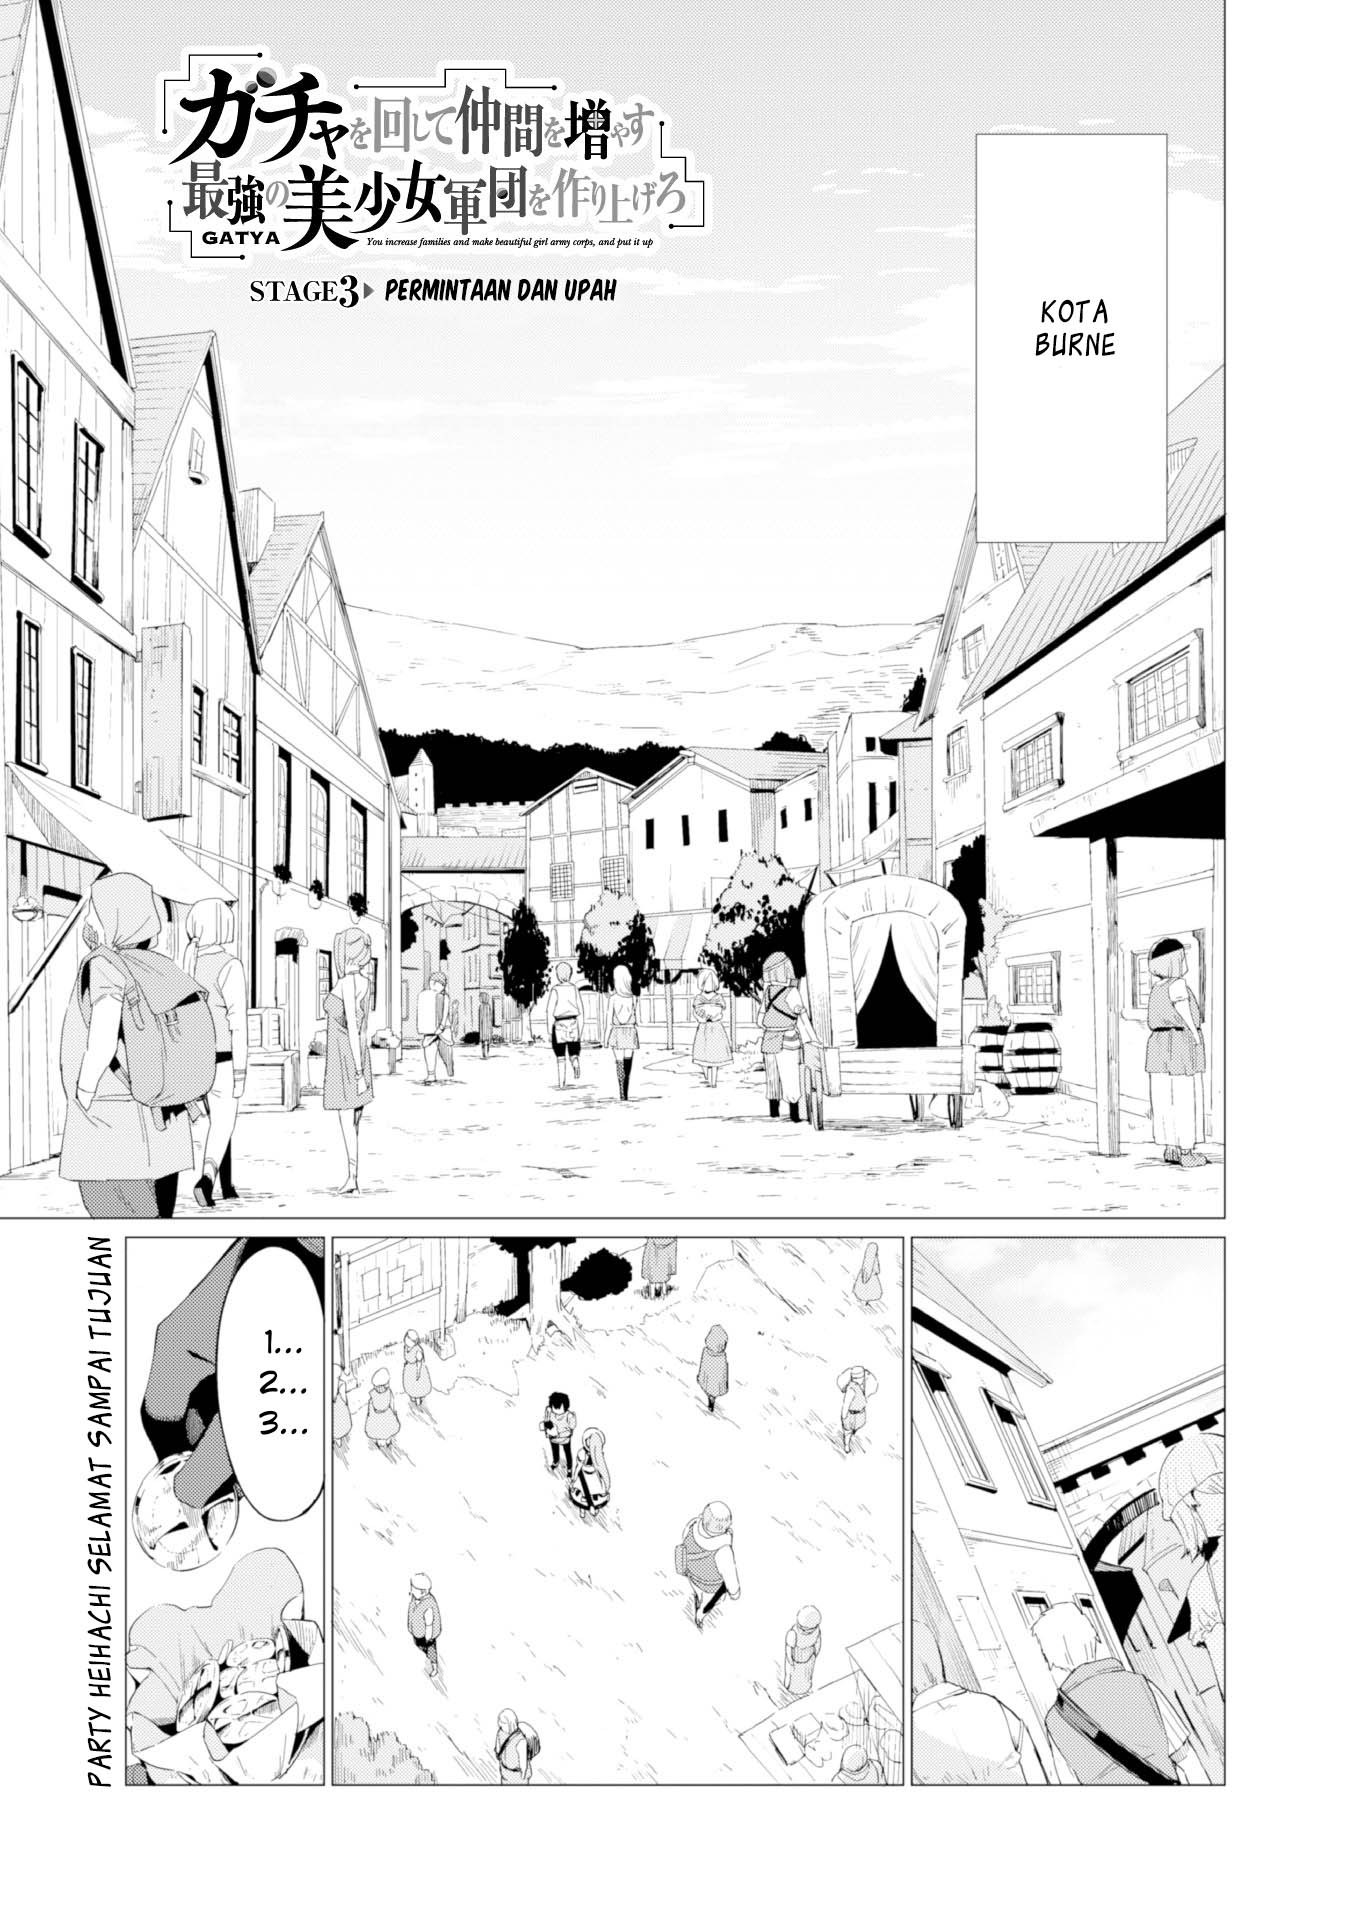 ガチャを回して仲間を増やす
最強の美少女軍団を作り上げろ
GATYA
You increase families and make beautiful girl army corps, and put it up
STAGE3 PERMINTAAN DAN UPAH
KOTA
BURNE
1...
2...
3...
PARTY HEIHACHI SELAMAT SAMPAI TUJUAN